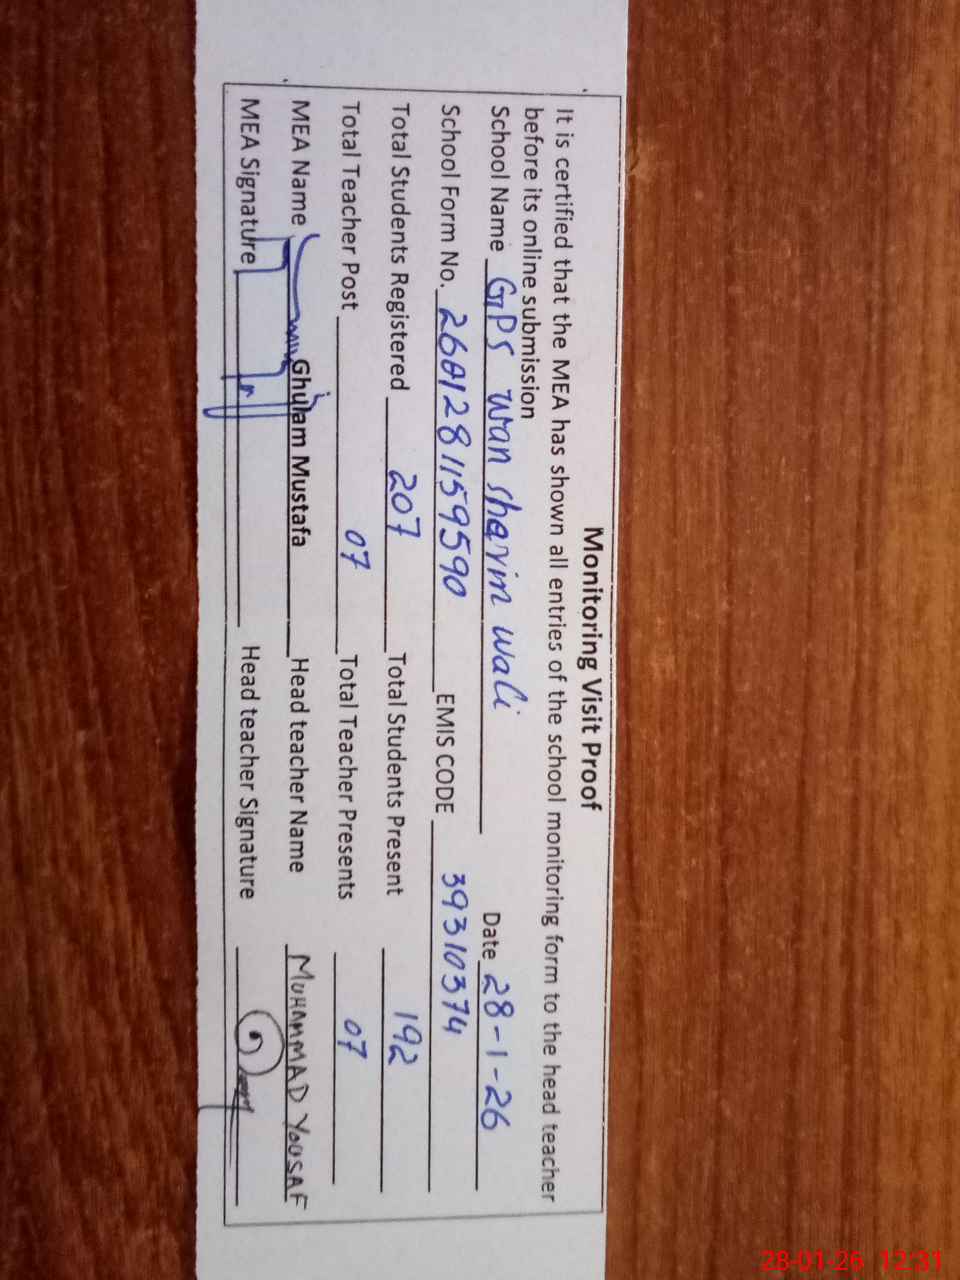 Monitoring Visit Proof
It is certified that the MEA has shown all entries of the school monitoring form to the head teacher
before its online submission
School Name GPS wan sharim wali Date 28-1-26
School Form No. 2601281159590 EMIS CODE 39310374
Total Students Registered 207 Total Students Present 192
Total Teacher Post 07 Total Teacher Presents 07
MEA Name Ghulam Mustafa Head teacher Name MUHAMMAD YOUSAF
MEA Signature Head teacher Signature
28-01-26 12:31